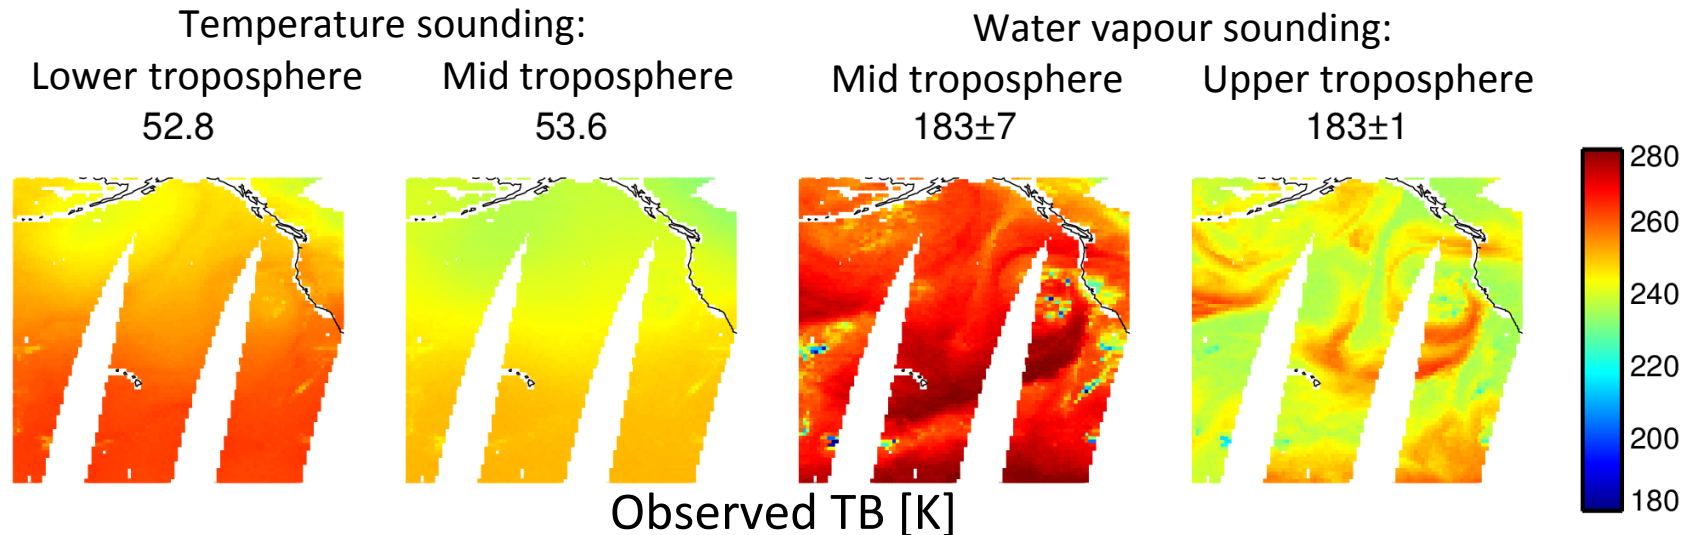 Temperature sounding:
Water vapour sounding:
Lower troposphere
Mid troposphere
Mid troposphere
Upper troposphere
52.8
53.6
183±7
183±1
280
260
240
220
200
180
Observed TB [K]